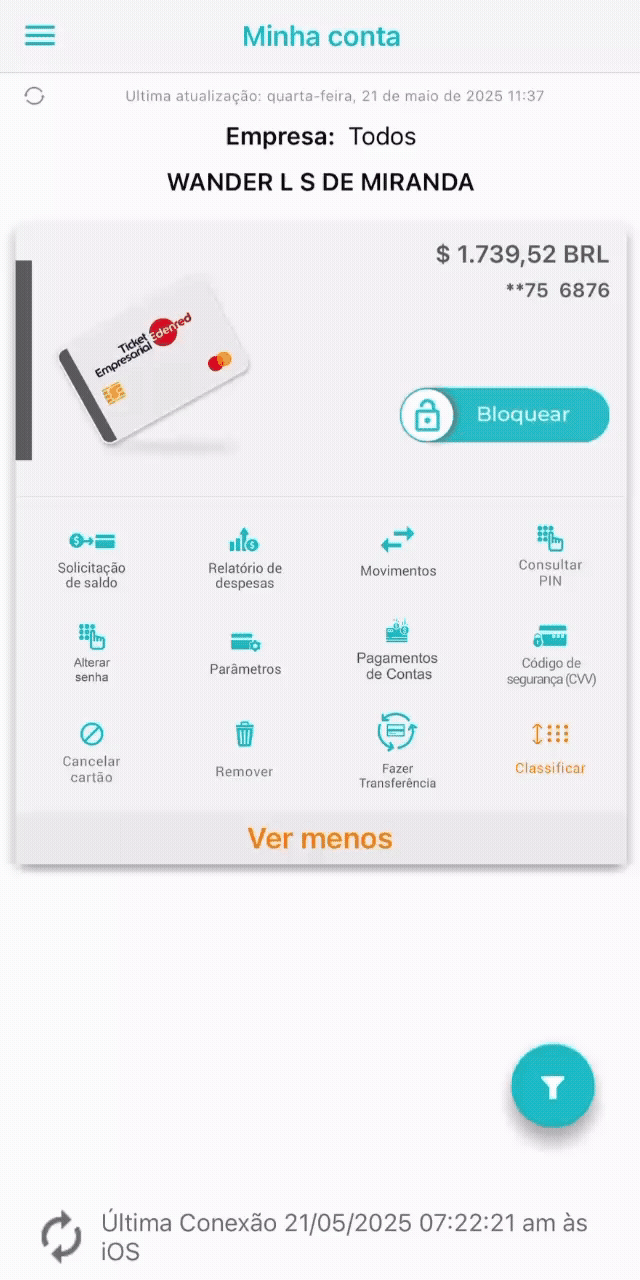 Minha conta
Ultima atualização: quarta-feira, 21 de maio de 2025 11:37
Empresa: Todos
WANDER L S DE MIRANDA
$ 1.739,52 BRL
**75 6876
Ticket
Empresarial
Edenred
Bloquear
Solicitação
de saldo
Relatório de
despesas
Movimentos
Consultar
PIN
Alterar
senha
Parâmetros
Pagamentos
de Contas
Código de
segurança (CVV)
Cancelar
cartão
Remover
Fazer
Transferência
Classificar
Ver menos
Última Conexão 21/05/2025 07:22:21 am às
iOS